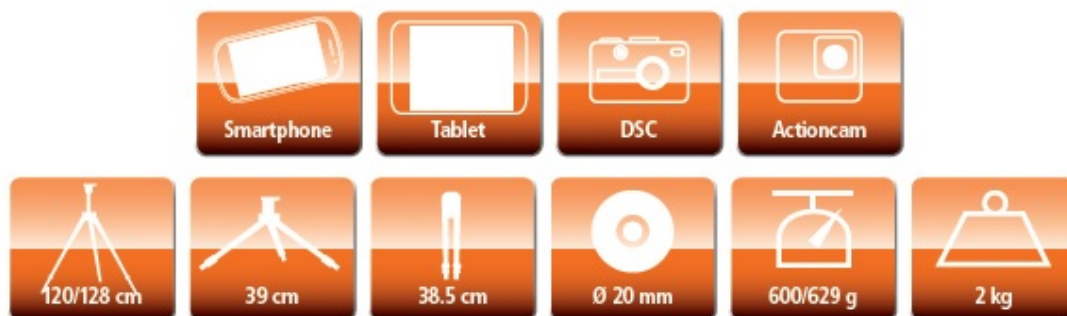 Smartphone
Tablet
DSC
Actioncam
120/128 cm
39 cm
38.5 cm
Ø 20 mm
600/629 g
2 kg